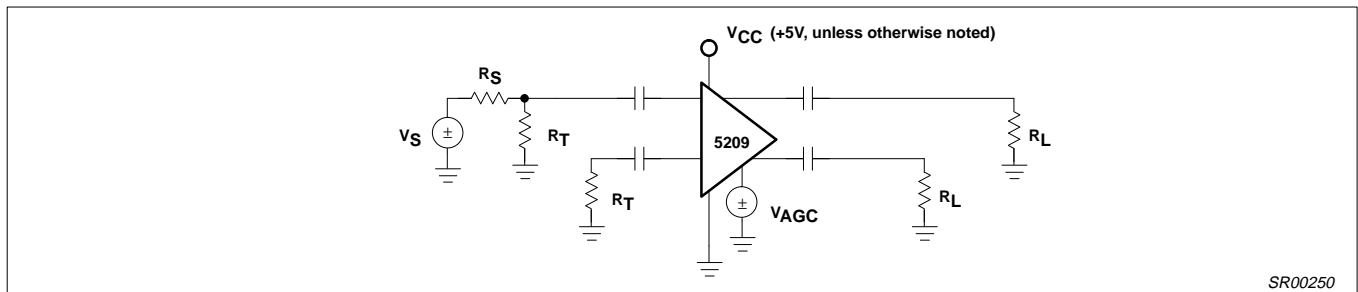 VCC (+5V, unless otherwise noted)
RS
VS
±
RT
5209
RL
RT
±
VAGC
RL
SR00250